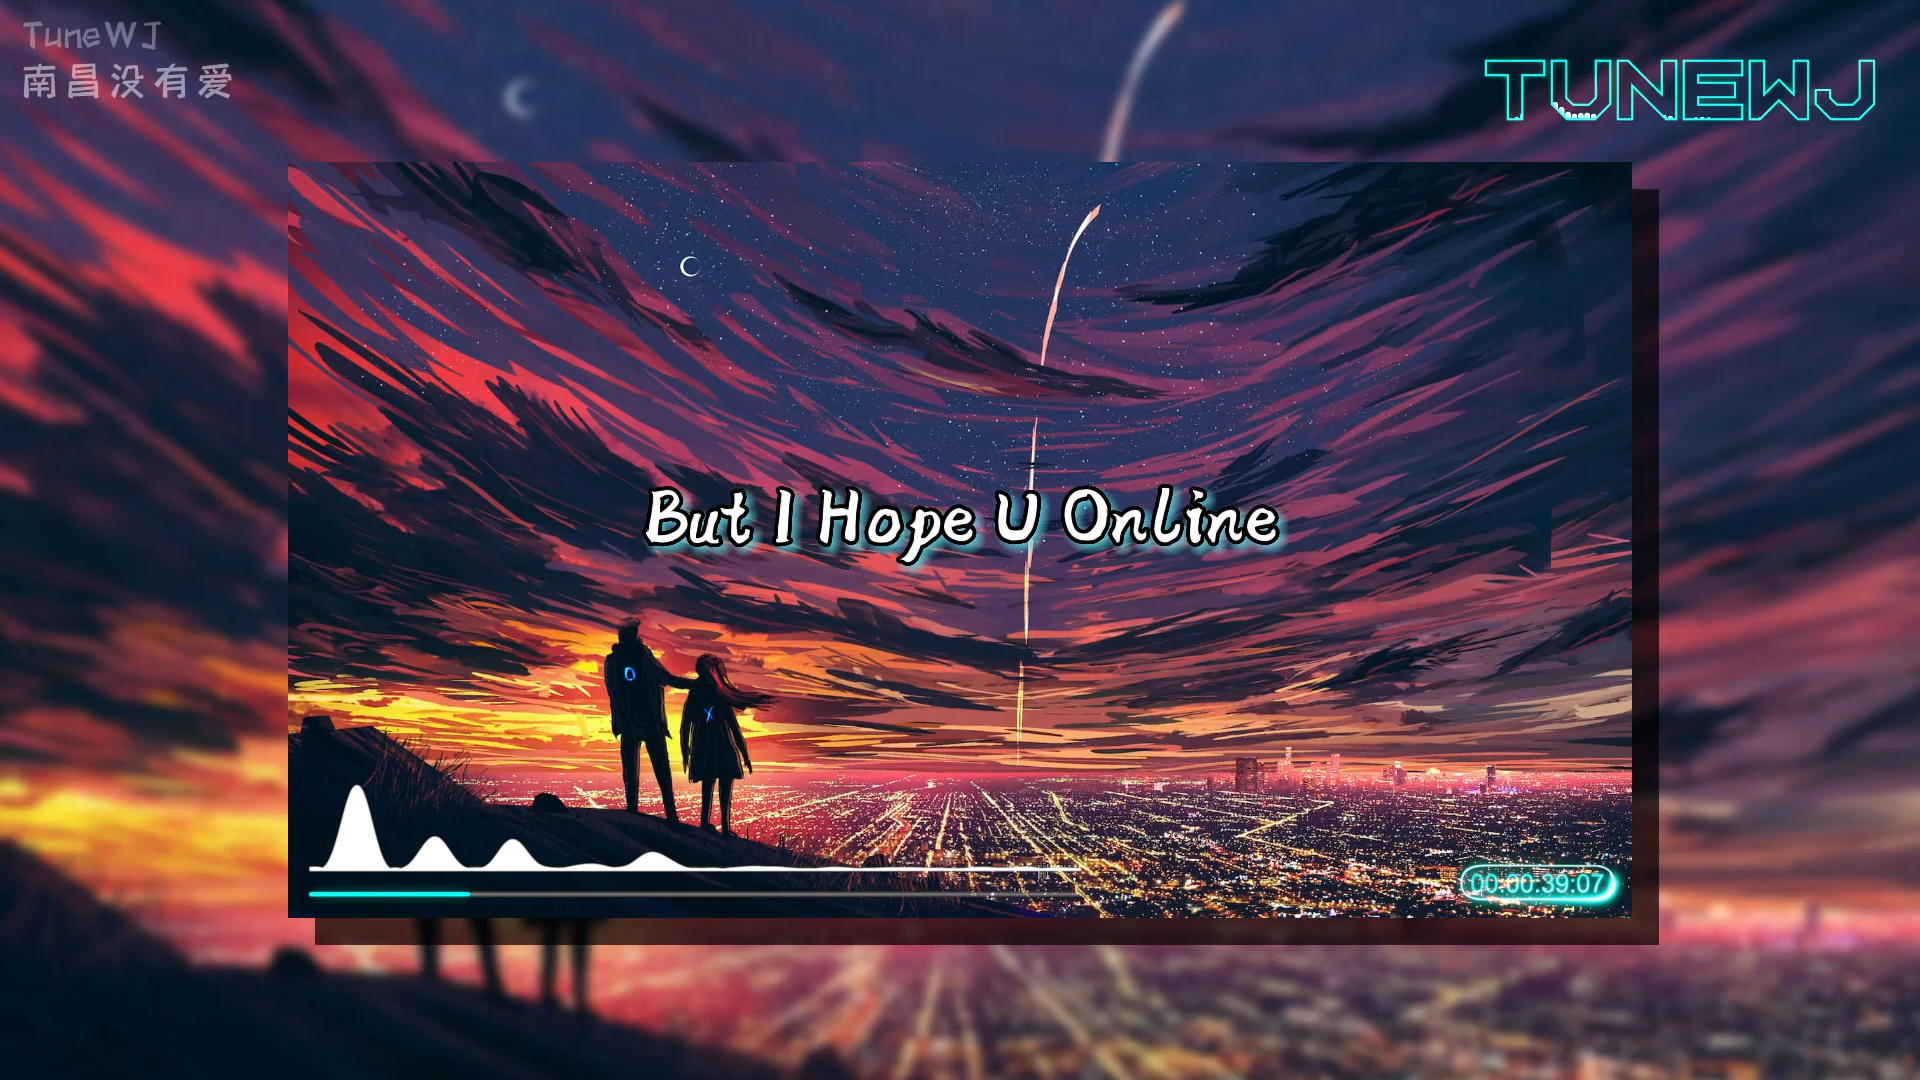 TuneWJ
南昌没有爱
TUNEWJ
But I Hope U Online
O
X
00:00:39:07